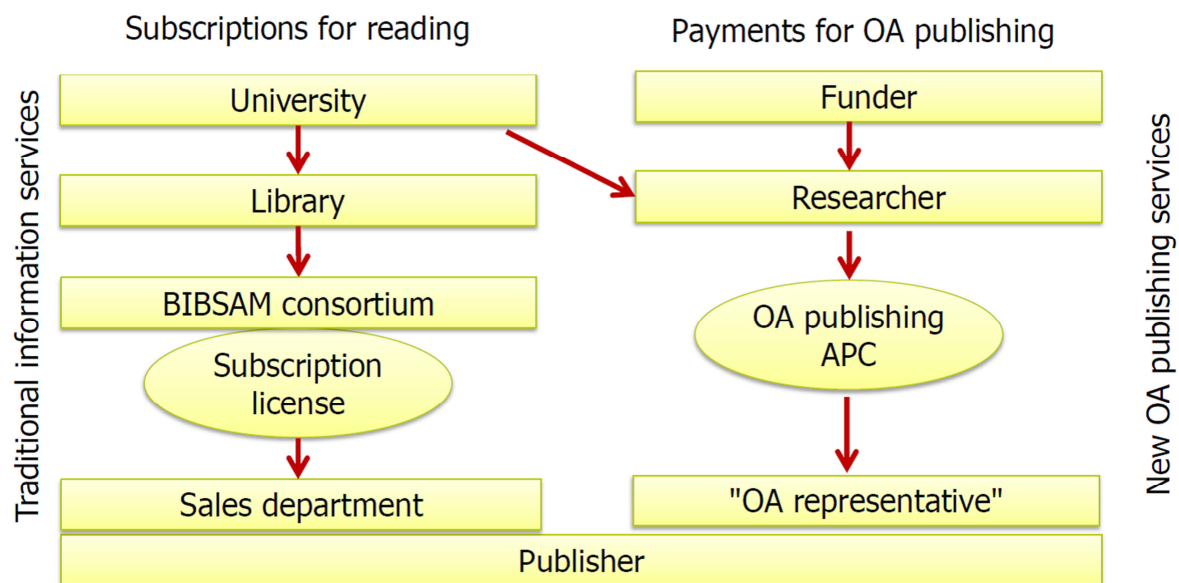 Subscriptions for reading
Payments for OA publishing
Traditional information services
University
Library
BIBSAM consortium
Subscription
license
Sales department
Funder
Researcher
OA publishing
APC
"OA representative"
New OA publishing services
Publisher